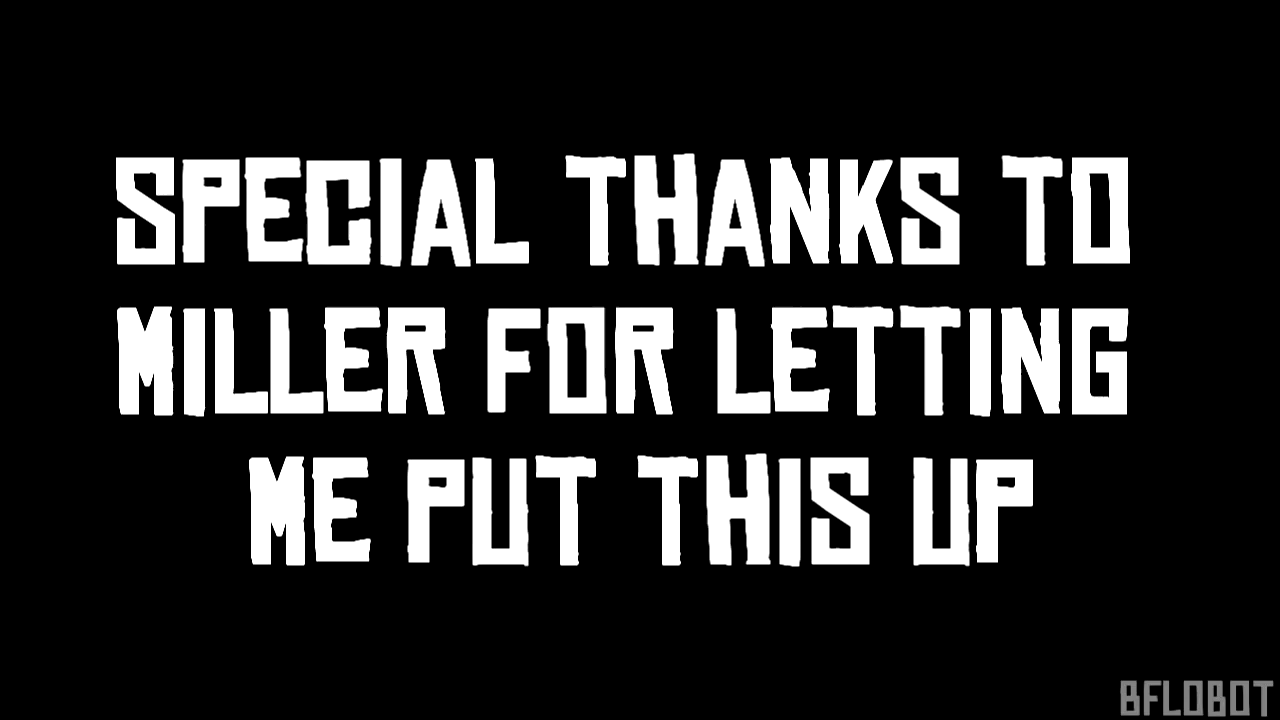 SPECIAL THANKS TO
MILLER FOR LETTING
ME PUT THIS UP
BFLOBOT